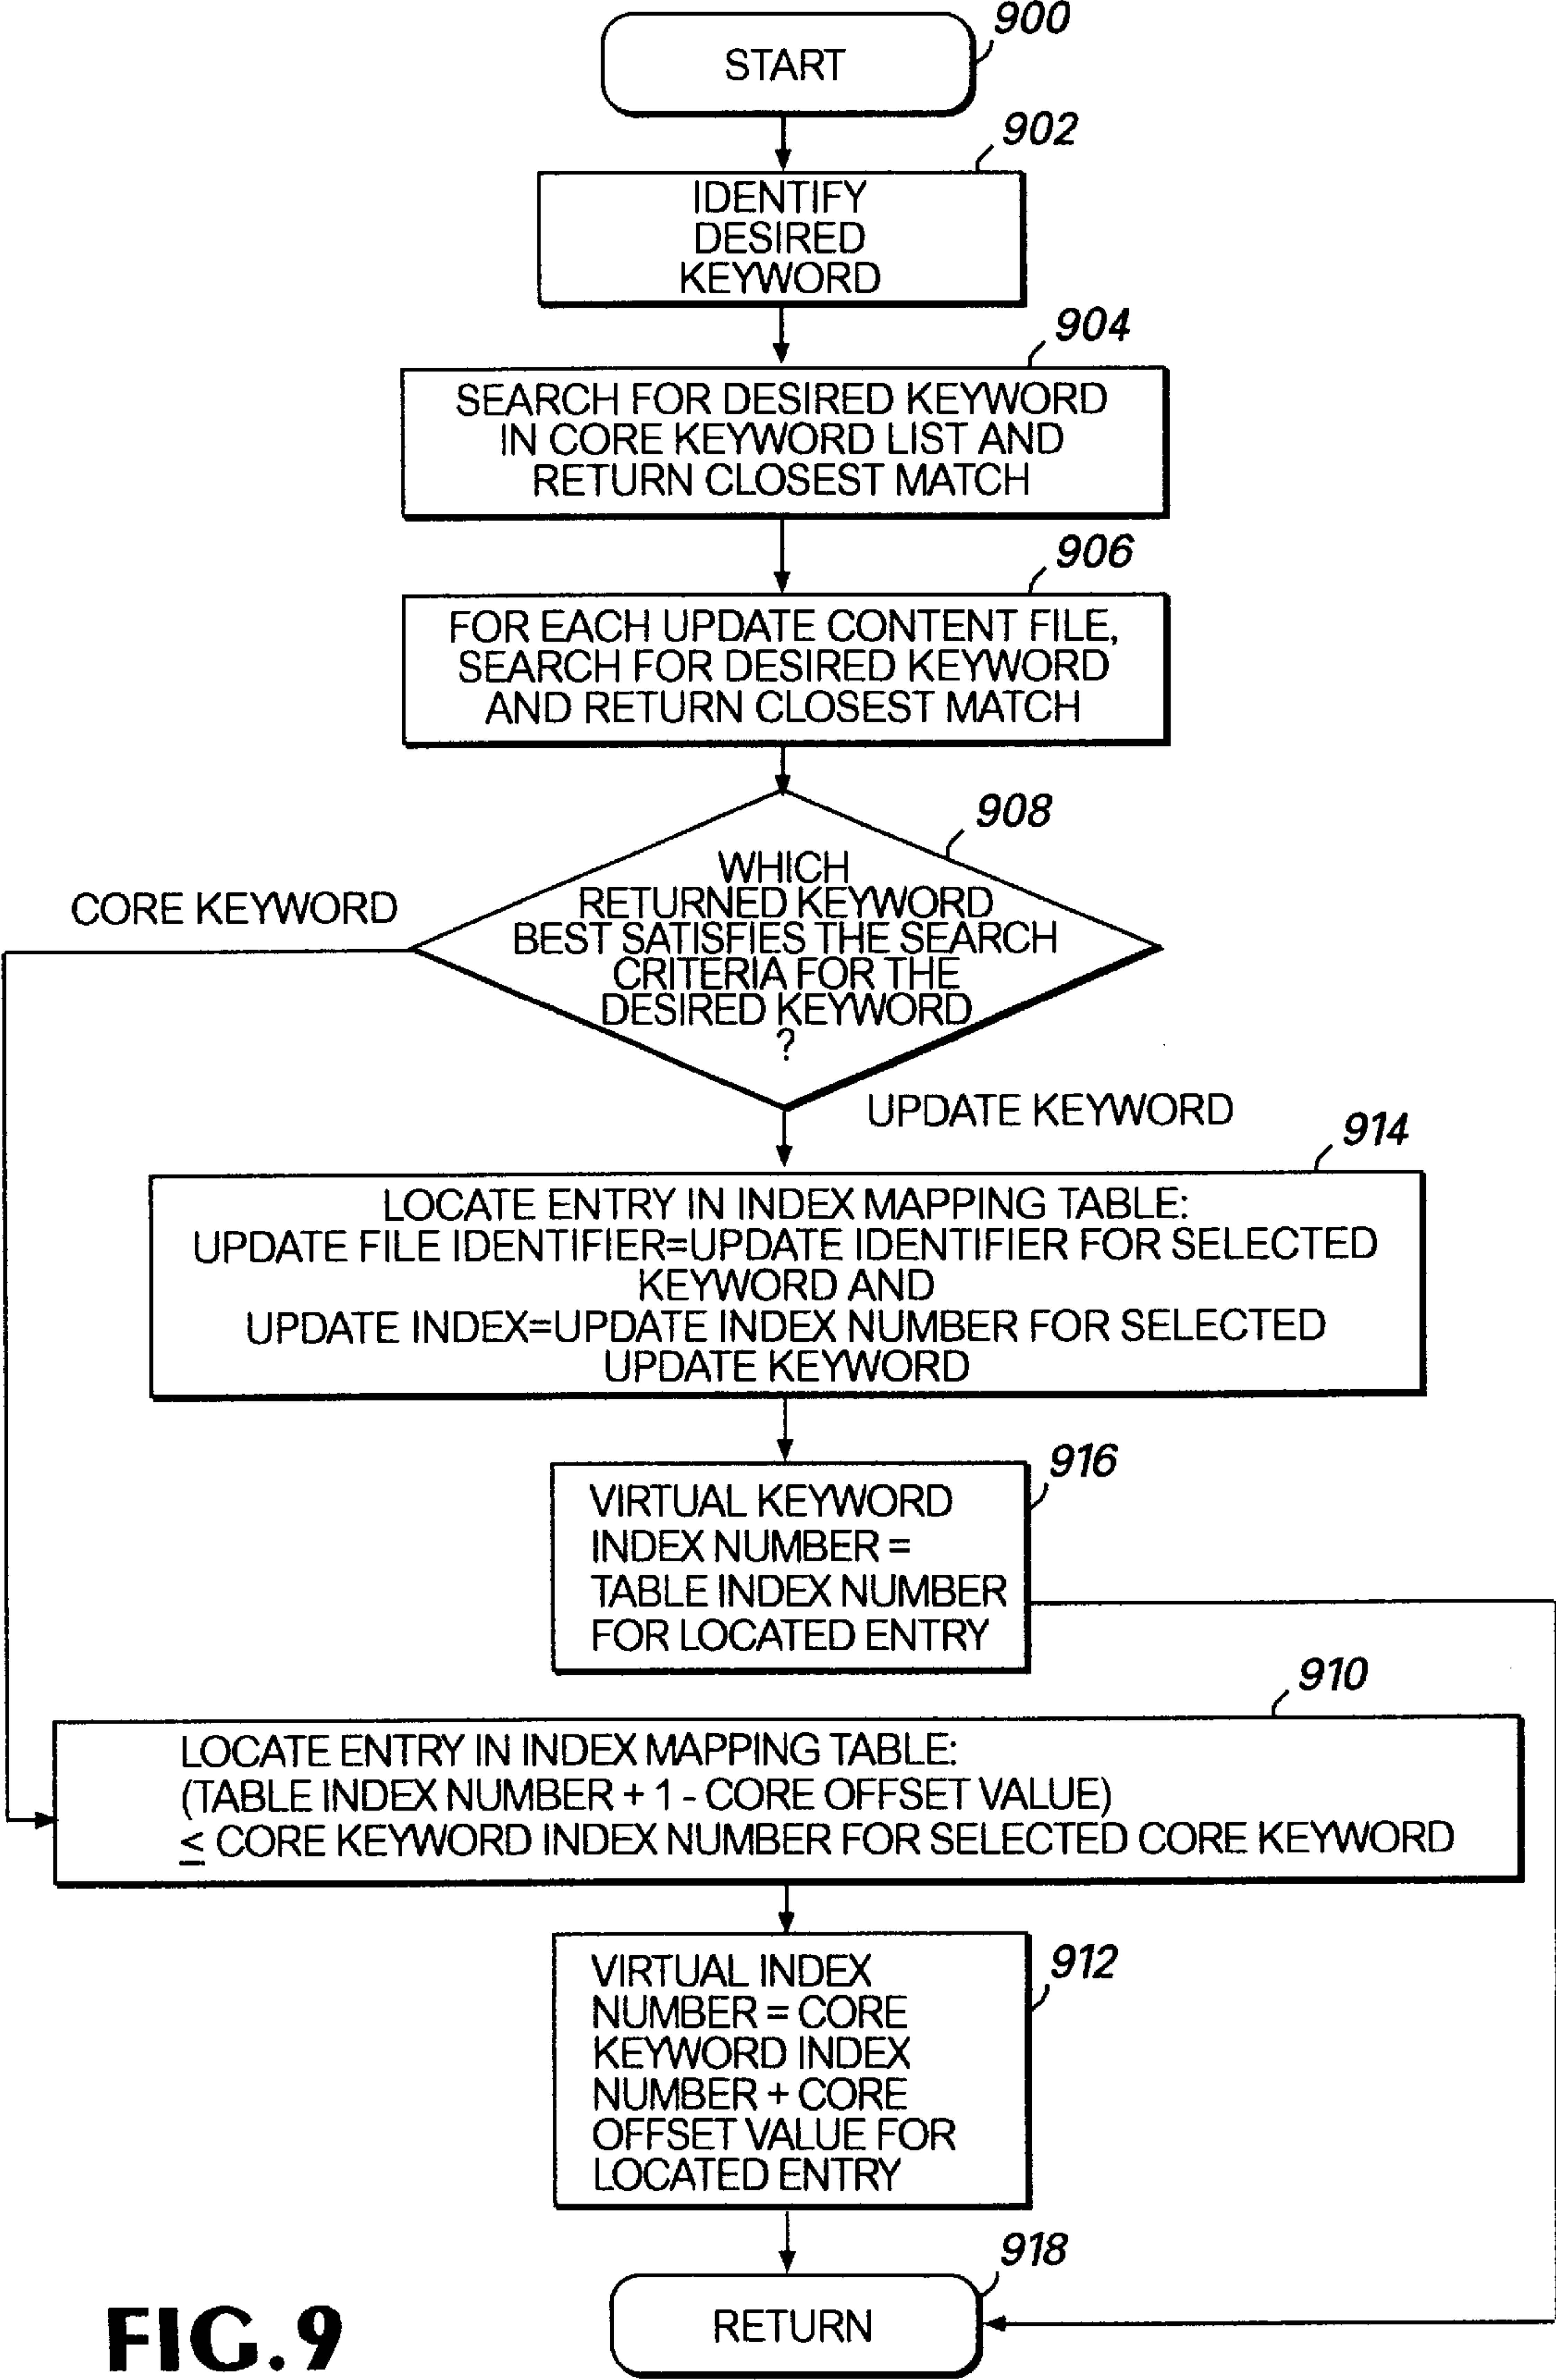 900
START
902
IDENTIFY
DESIRED
KEYWORD
904
SEARCH FOR DESIRED KEYWORD
IN CORE KEYWORD LIST AND
RETURN CLOSEST MATCH
906
FOR EACH UPDATE CONTENT FILE,
SEARCH FOR DESIRED KEYWORD
AND RETURN CLOSEST MATCH
908
WHICH
RETURNED KEYWORD
BEST SATISFIES THE SEARCH
CRITERIA FOR THE
DESIRED KEYWORD
?
CORE KEYWORD
UPDATE KEYWORD
914
LOCATE ENTRY IN INDEX MAPPING TABLE:
UPDATE FILE IDENTIFIER=UPDATE IDENTIFIER FOR SELECTED
KEYWORD AND
UPDATE INDEX=UPDATE INDEX NUMBER FOR SELECTED
UPDATE KEYWORD
916
VIRTUAL KEYWORD
INDEX NUMBER =
TABLE INDEX NUMBER
FOR LOCATED ENTRY
910
LOCATE ENTRY IN INDEX MAPPING TABLE:
(TABLE INDEX NUMBER + 1 - CORE OFFSET VALUE)
≤ CORE KEYWORD INDEX NUMBER FOR SELECTED CORE KEYWORD
912
VIRTUAL INDEX
NUMBER = CORE
KEYWORD INDEX
NUMBER + CORE
OFFSET VALUE FOR
LOCATED ENTRY
918
RETURN
FIG.9